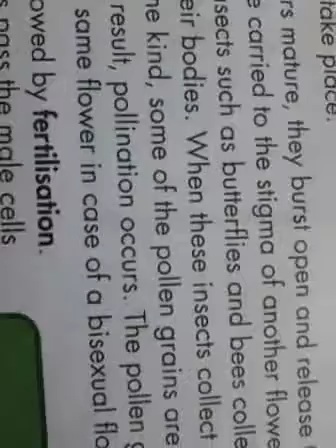 take place.
rs mature, they burst open and release
e carried to the stigma of another flowe
sects such as butterflies and bees colle
eir bodies. When these insects collect
ne kind, some of the pollen grains are
result, pollination occurs. The pollen g
same flower in case of a bisexual flo
owed by fertilisation.
s pass the male cells